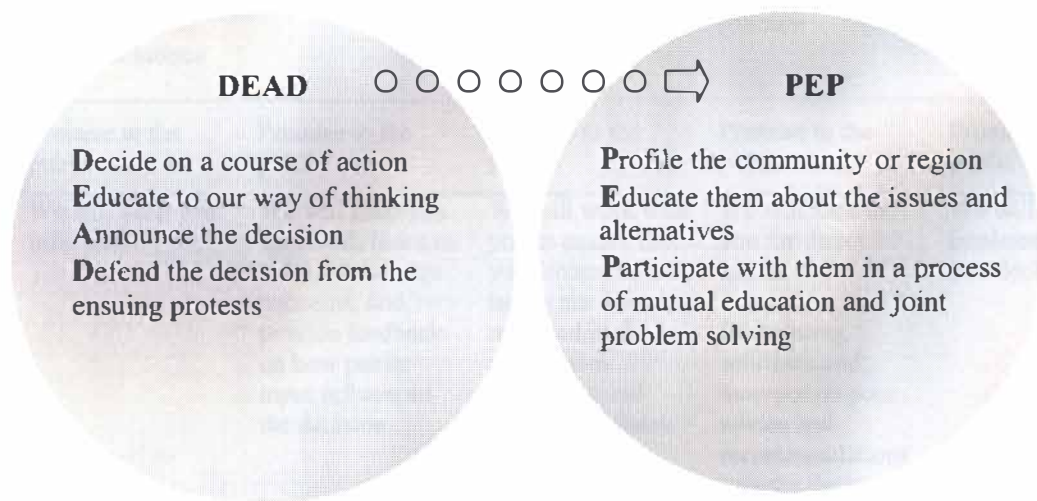 DEAD
PEP
Decide on a course of action
Educate to our way of thinking
Announce the decision
Defend the decision from the
ensuing protests
Profile the community or region
Educate them about the issues and
alternatives
Participate with them in a process
of mutual education and joint
problem solving